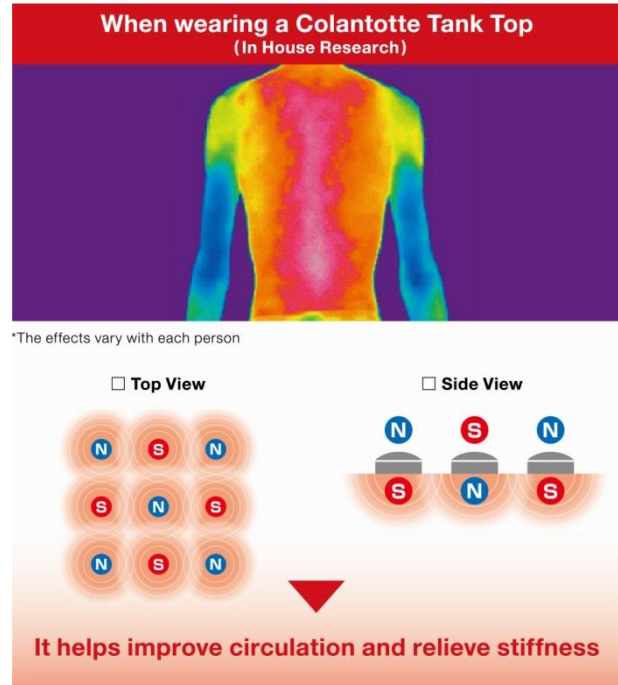 When wearing a Colantotte Tank Top
(In House Research)
*The effects vary with each person
☐ Top View
☐ Side View
N S N
N S N
S N S
S N S
N S N
It helps improve circulation and relieve stiffness